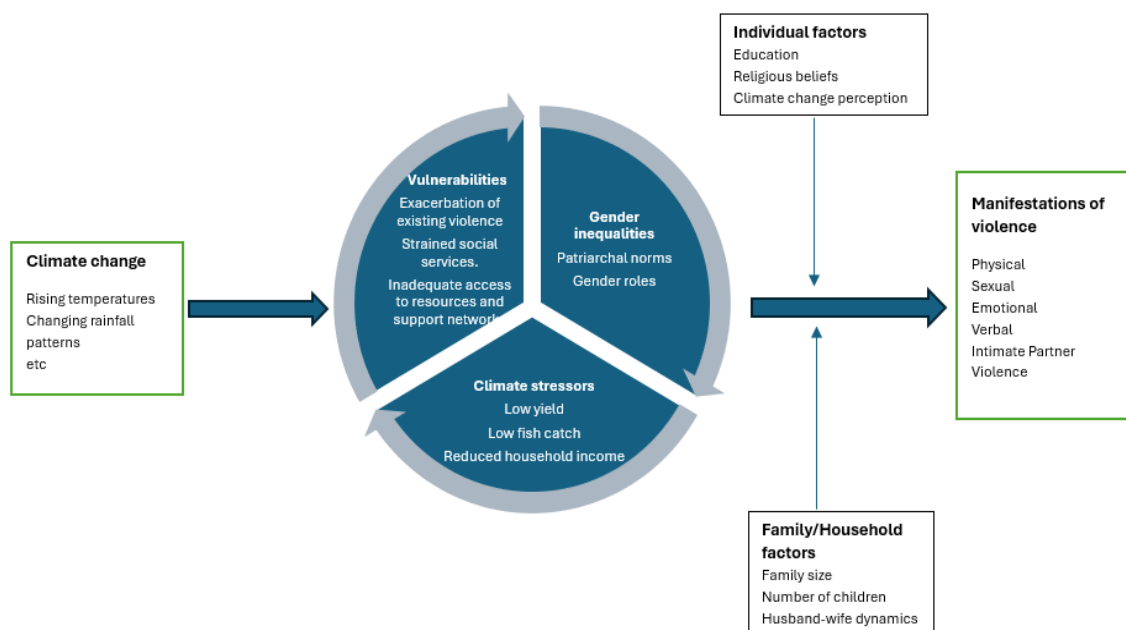 Climate change
Rising temperatures
Changing rainfall
patterns
etc
Vulnerabilities
Exacerbation of
existing violence
Strained social
services.
Inadequate access
to resources and
support network
Gender
inequalities
Patriarchal norms
Gender roles
Climate stressors
Low yield
Low fish catch
Reduced household income
Individual factors
Education
Religious beliefs
Climate change perception
Family/Household
factors
Family size
Number of children
Husband-wife dynamics
Manifestations of
violence
Physical
Sexual
Emotional
Verbal
Intimate Partner
Violence